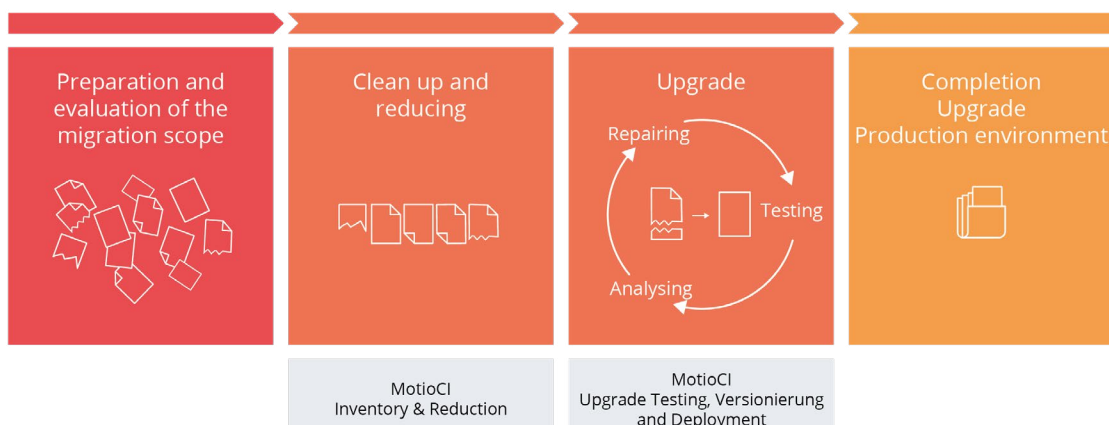 Preparation and
evaluation of the
migration scope
Clean up and
reducing
Upgrade
Repairing
Testing
Analysing
Completion
Upgrade
Production environment
MotioCI
Inventory & Reduction
MotioCI
Upgrade Testing, Versionierung
and Deployment